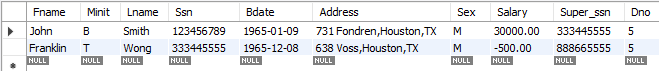 Fname Minit Lname Ssn Bdate Address Sex Salary Super_ssn Dno
John B Smith 123456789 1965-01-09 731 Fondren,Houston,TX M 30000.00 333445555 5
Franklin T Wong 333445555 1965-12-08 638 Voss,Houston,TX M -500.00 888665555 5
NULL NULL NULL NULL NULL NULL NULL NULL NULL NULL